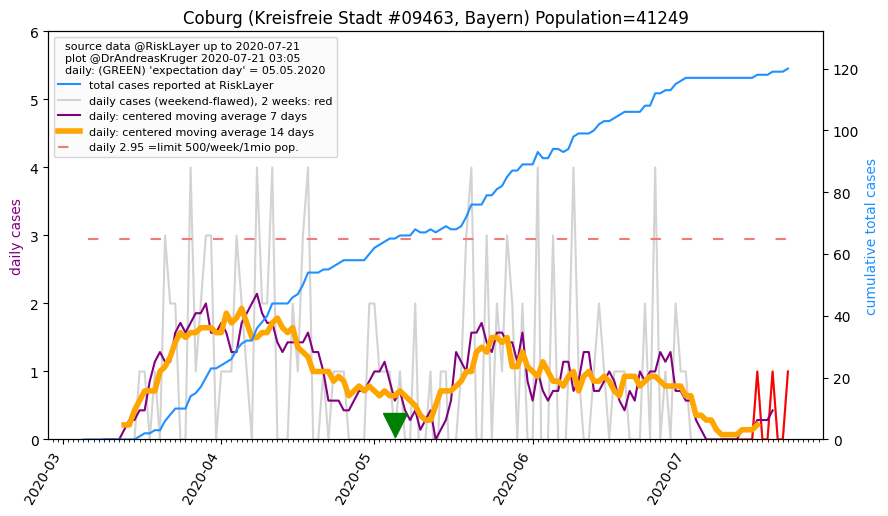 Coburg (Kreisfreie Stadt #09463, Bayern) Population=41249
source data @RiskLayer up to 2020-07-21
plot @DrAndreasKruger 2020-07-21 03:05
daily: (GREEN) 'expectation day' = 05.05.2020
total cases reported at RiskLayer
daily cases (weekend-flawed), 2 weeks: red
daily: centered moving average 7 days
daily: centered moving average 14 days
daily 2.95 =limit 500/week/1mio pop.
daily cases
6
5
4
3
2
1
0
cumulative total cases
120
100
80
60
40
20
0
2020-03
2020-04
2020-05
2020-06
2020-07